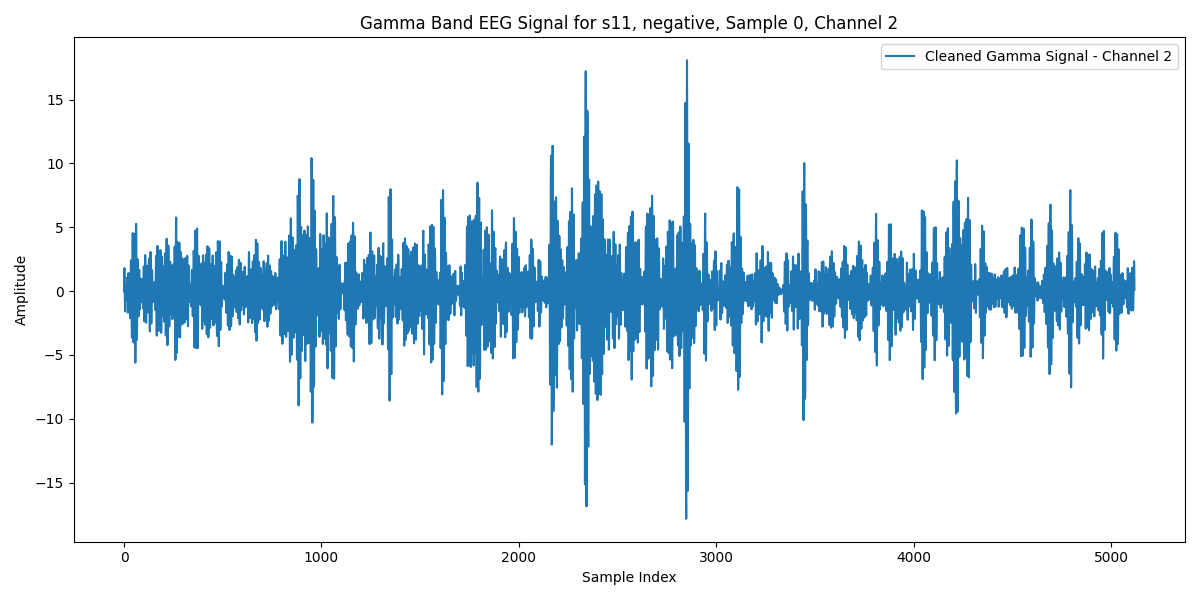 Gamma Band EEG Signal for s11, negative, Sample 0, Channel 2
Cleaned Gamma Signal - Channel 2
Amplitude
15
10
5
0
−5
−10
−15
0 1000 2000 3000 4000 5000
Sample Index